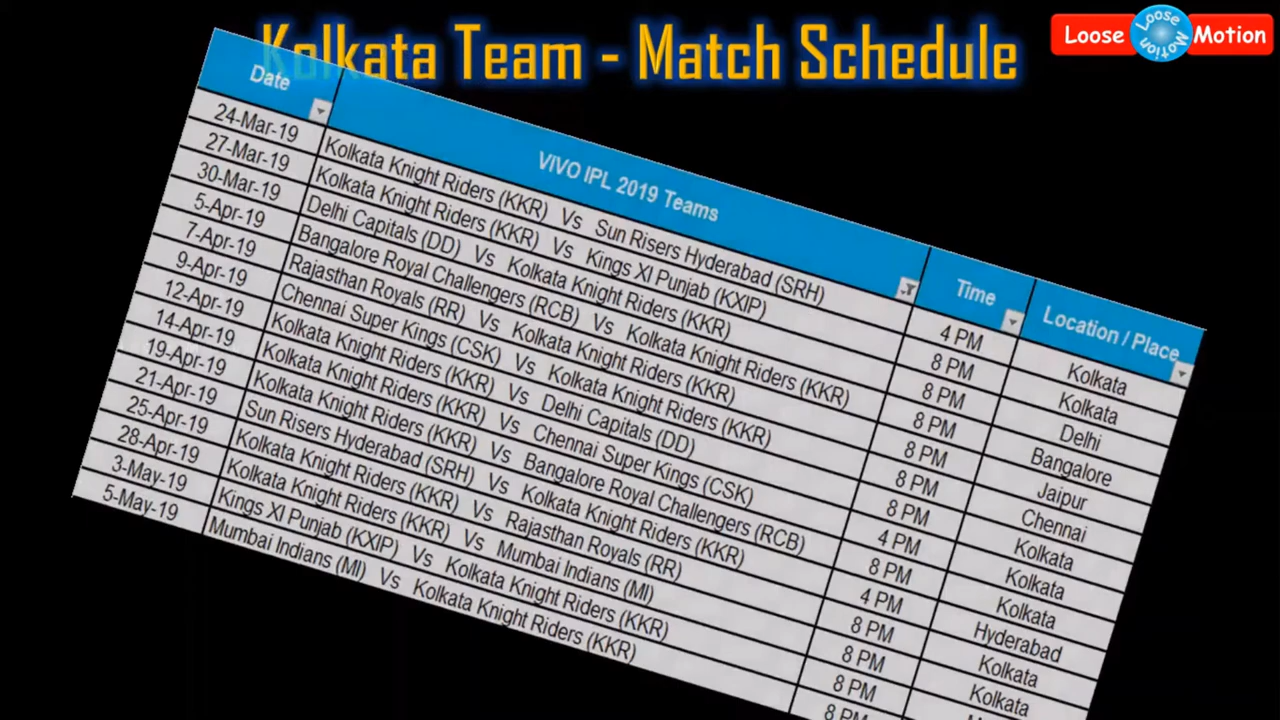 Kolkata Team - Match Schedule
Loose Loose Motion Motion
Date VIVO IPL 2019 Teams Time Location / Place
24-Mar-19 Kolkata Knight Riders (KKR) Vs Sun Risers Hyderabad (SRH) 4 PM Kolkata
27-Mar-19 Kolkata Knight Riders (KKR) Vs Kings XI Punjab (KXIP) 8 PM Kolkata
30-Mar-19 Delhi Capitals (DD) Vs Kolkata Knight Riders (KKR) 8 PM Delhi
5-Apr-19 Bangalore Royal Challengers (RCB) Vs Kolkata Knight Riders (KKR) 8 PM Bangalore
7-Apr-19 Rajasthan Royals (RR) Vs Kolkata Knight Riders (KKR) 8 PM Jaipur
9-Apr-19 Chennai Super Kings (CSK) Vs Kolkata Knight Riders (KKR) 8 PM Chennai
12-Apr-19 Kolkata Knight Riders (KKR) Vs Delhi Capitals (DD) 8 PM Kolkata
14-Apr-19 Kolkata Knight Riders (KKR) Vs Chennai Super Kings (CSK) 4 PM Kolkata
19-Apr-19 Kolkata Knight Riders (KKR) Vs Bangalore Royal Challengers (RCB) 8 PM Kolkata
21-Apr-19 Sun Risers Hyderabad (SRH) Vs Kolkata Knight Riders (KKR) 4 PM Hyderabad
25-Apr-19 Kolkata Knight Riders (KKR) Vs Rajasthan Royals (RR) 8 PM Kolkata
28-Apr-19 Kolkata Knight Riders (KKR) Vs Mumbai Indians (MI) 8 PM Kolkata
3-May-19 Kings XI Punjab (KXIP) Vs Kolkata Knight Riders (KKR) 8 PM
5-May-19 Mumbai Indians (MI) Vs Kolkata Knight Riders (KKR) 8 PM